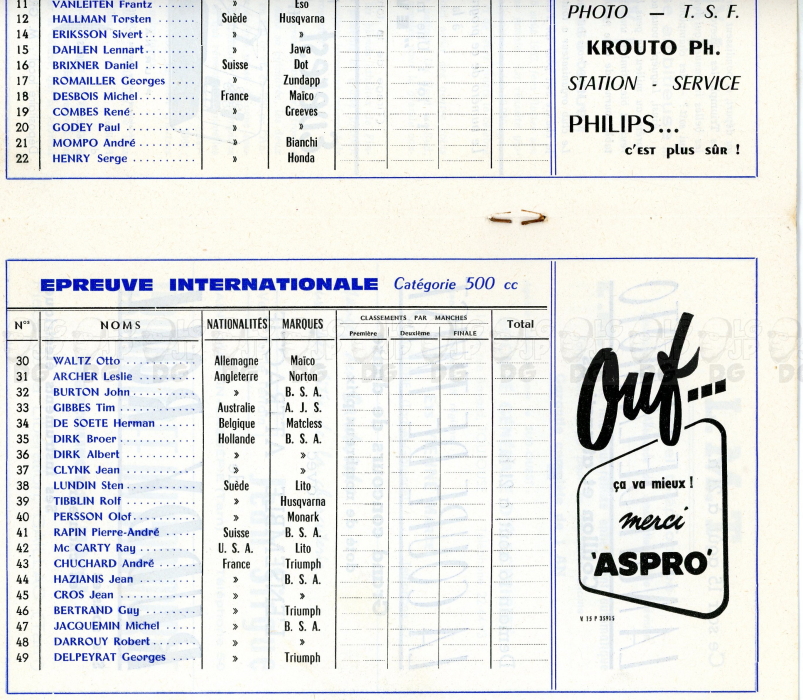 11 VANLEITEN Frantz » Eso
12 HALLMAN Torsten Suède Husqvarna
14 ERIKSSON Sivert » »
15 DAHLEN Lennart » Jawa
16 BRIXNER Daniel Suisse Dot
17 ROMAILLER Georges » Zundapp
18 DESBOIS Michel France Maico
19 COMBES René » Greeves
20 GODEY Paul » »
21 MOMPO André » Bianchi
22 HENRY Serge » Honda
PHOTO — T. S. F.
KROUTO Ph.
STATION - SERVICE
PHILIPS...
c'EST plus sûr !
EPREUVE INTERNATIONALE Catégorie 500 cc
N°s NOMS NATIONALITÉS MARQUES CLASSEMENTS PAR MANCHES Total
Première Deuxième FINALE
30 WALTZ Otto Allemagne Maïco
31 ARCHER Leslie Angleterre Norton
32 BURTON John » B. S. A.
33 GIBBES Tim Australie A. J. S.
34 DE SOETE Herman Belgique Matcless
35 DIRK Broer Hollande B. S. A.
36 DIRK Albert » »
37 CLYNK Jean » »
38 LUNDIN Sten Suède Lito
39 TIBBLIN Rolf » Husqvarna
40 PERSSON Olof » Monark
41 RAPIN Pierre-André Suisse B. S. A.
42 Mc CARTY Ray U. S. A. Lito
43 CHUCHARD André France Triumph
44 HAZIANIS Jean » B. S. A.
45 CROS Jean » »
46 BERTRAND Guy » Triumph
47 JACQUEMIN Michel » B. S. A.
48 DARROUY Robert » »
49 DELPEYRAT Georges » Triumph
Ouf...
ça va mieux !
merci
'ASPRO'
V 15 P 35915